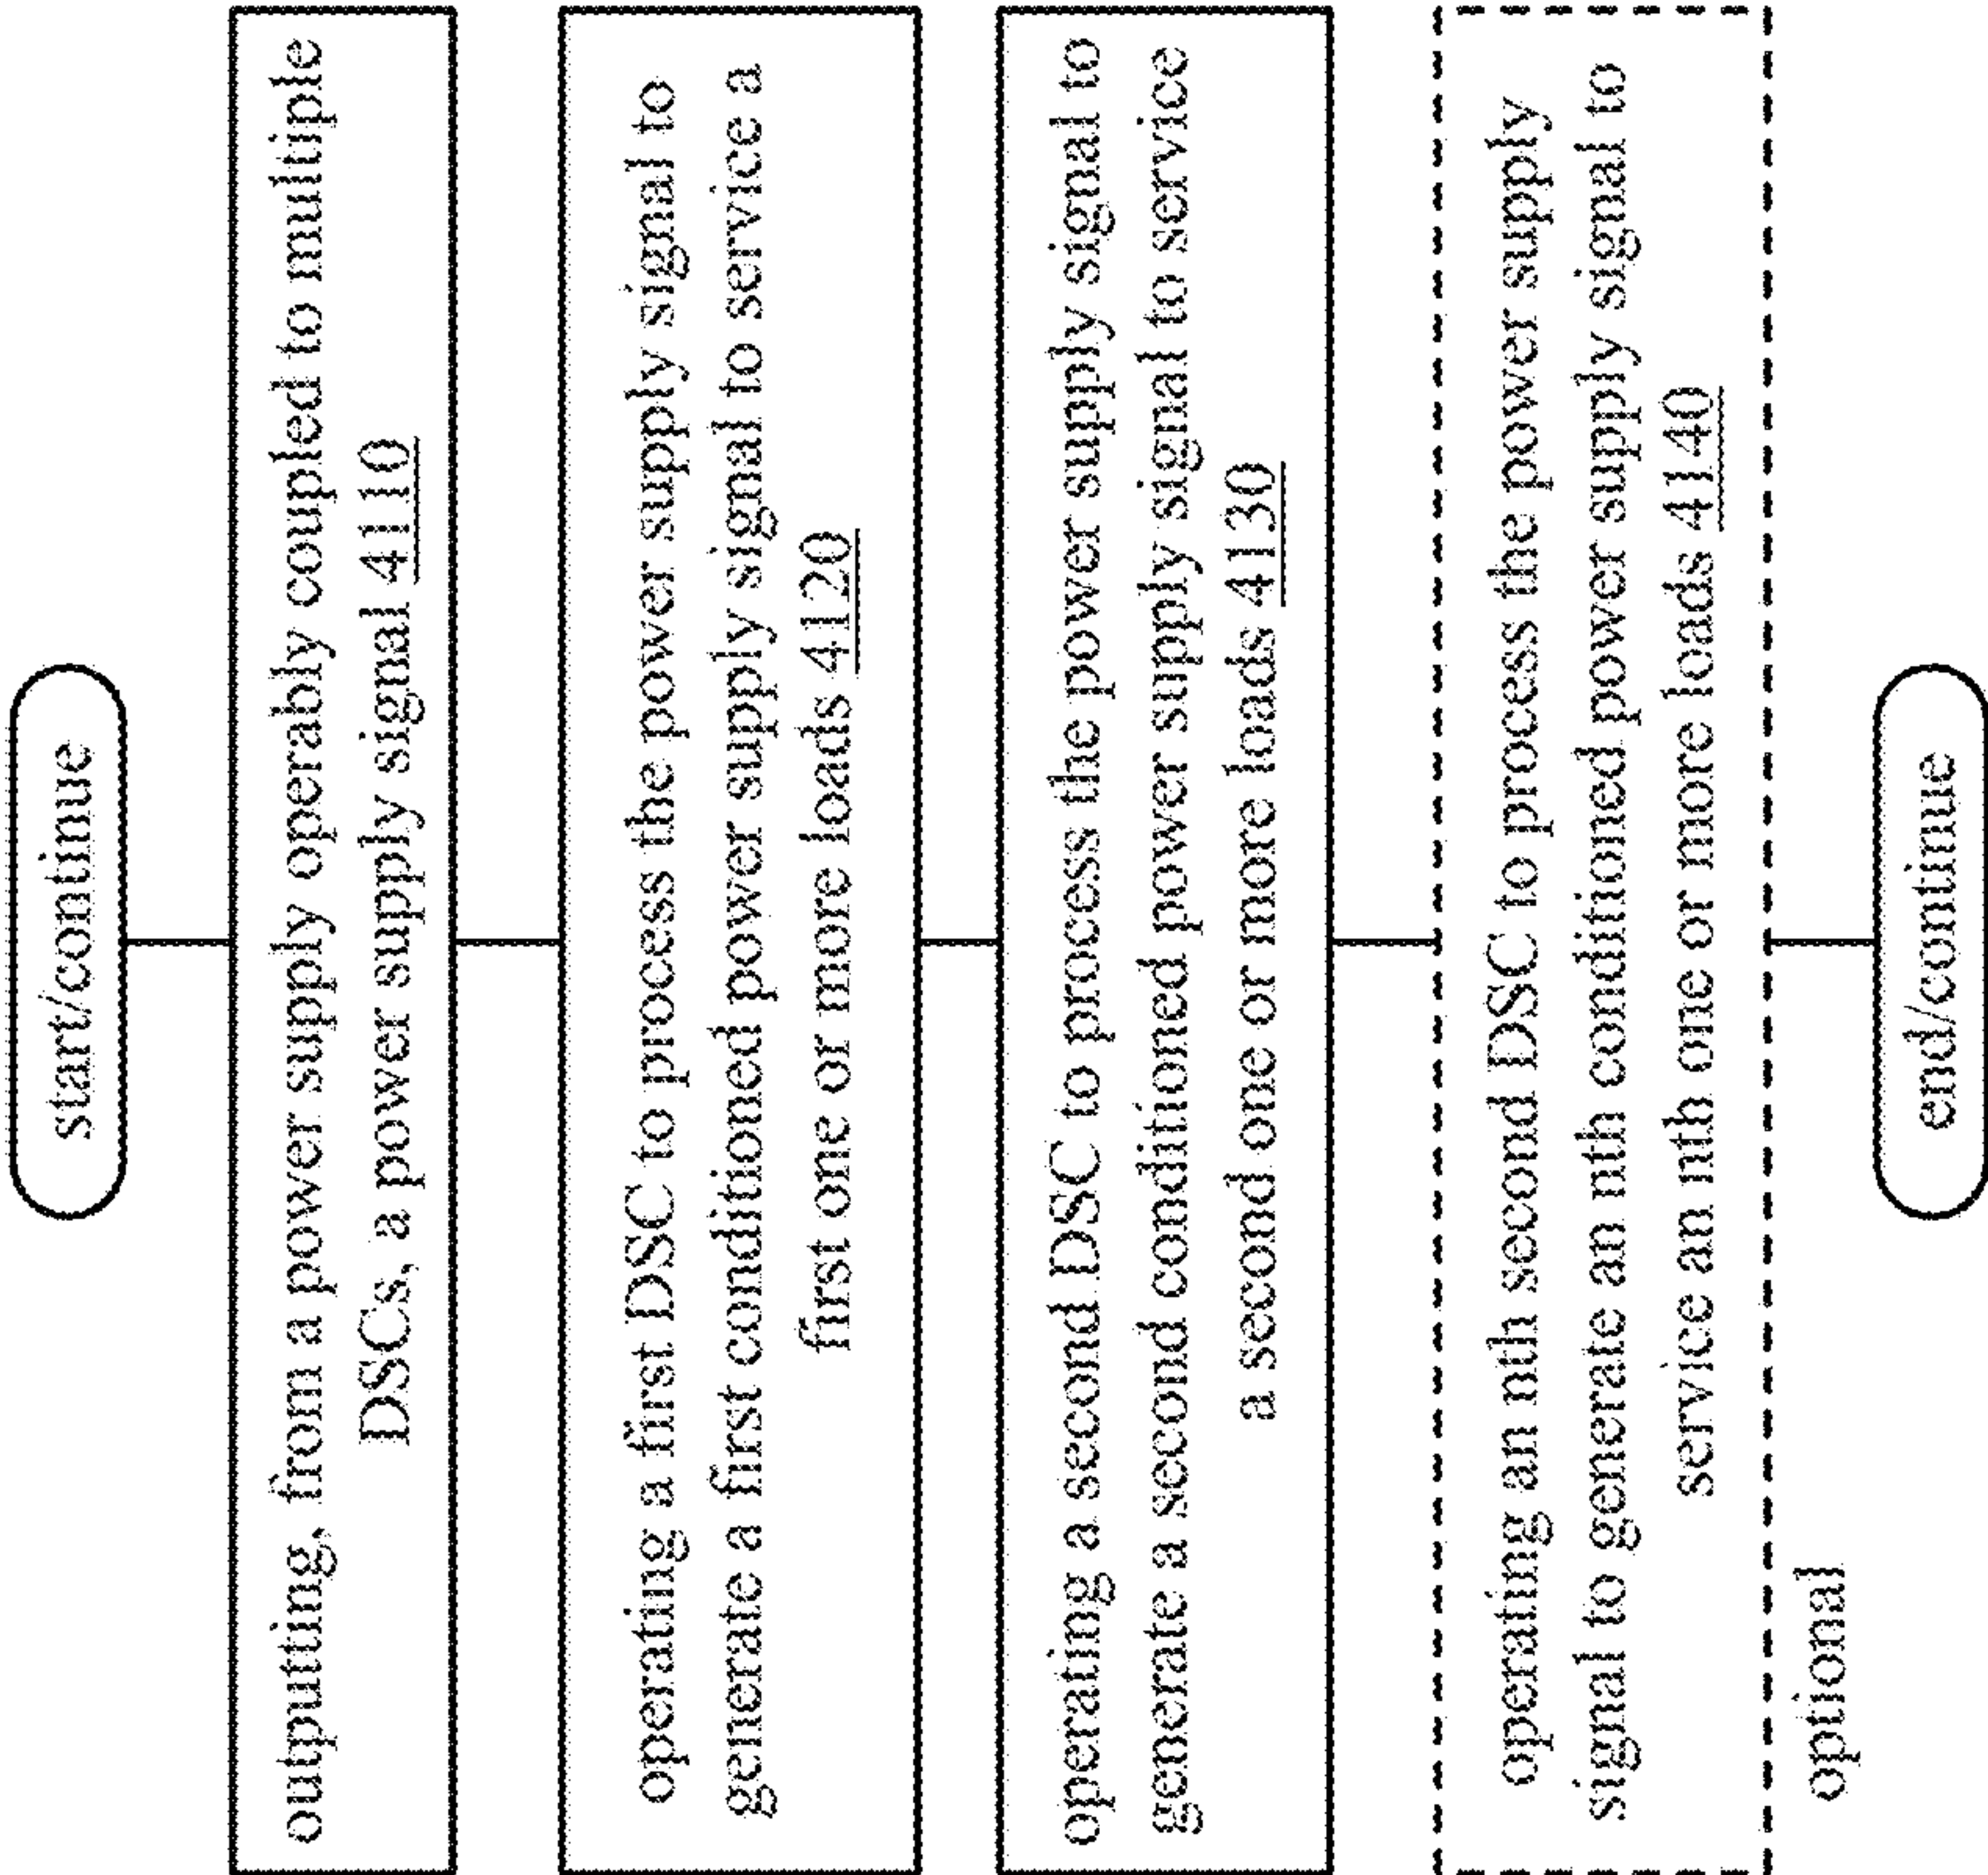 start/continue
outputting, from a power supply operably coupled to multiple
DSCs, a power supply signal 4110
operating a first DSC to process the power supply signal to
generate a first conditioned power supply signal to service a
first one or more loads 4120
operating a second DSC to process the power supply signal to
generate a second conditioned power supply signal to service
a second one or more loads 4130
operating an nth second DSC to process the power supply
signal to generate an nth conditioned power supply signal to
service an nth one or more loads 4140
optional
end/continue